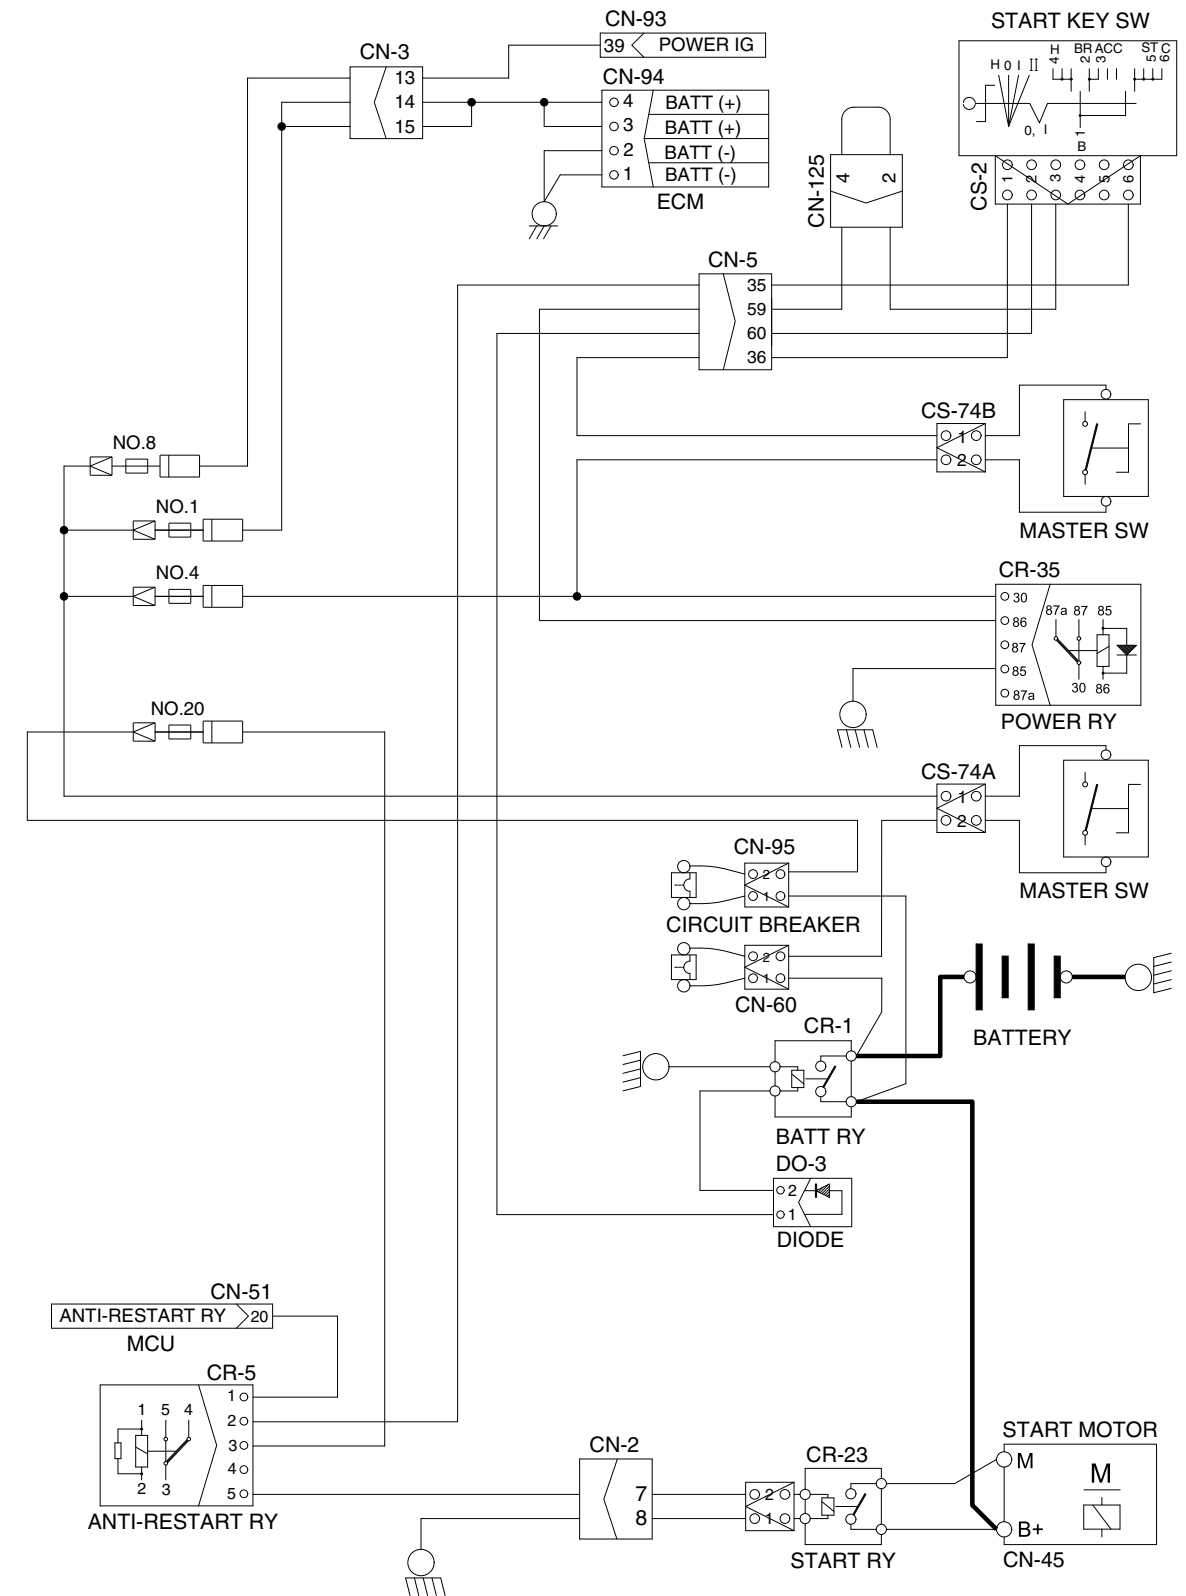 CN-93
START KEY SW
39 POWER IG
CN-3
H BR ACC ST C
4 2 3 5 6
H O I II
0, I
1
B
13
14
15
CN-94
4 BATT (+)
3 BATT (+)
2 BATT (-)
1 BATT (-)
ECM
CN-125
4 2
CS-2
1 2 3 4 5 6
CN-5
35
59
60
36
CS-74B
1
2
MASTER SW
NO.8
NO.1
NO.4
CR-35
30
86
87
85
87a
87a 87 85
30 86
POWER RY
NO.20
CS-74A
1
2
MASTER SW
CN-95
2
1
CIRCUIT BREAKER
2
1
CN-60
BATTERY
CR-1
BATT RY
DO-3
2
1
DIODE
CN-51
ANTI-RESTART RY 20
MCU
CR-5
1
2
3
4
5
1 5 4
2 3
ANTI-RESTART RY
CN-2
7
8
CR-23
2
1
START RY
START MOTOR
M
M
B+
CN-45